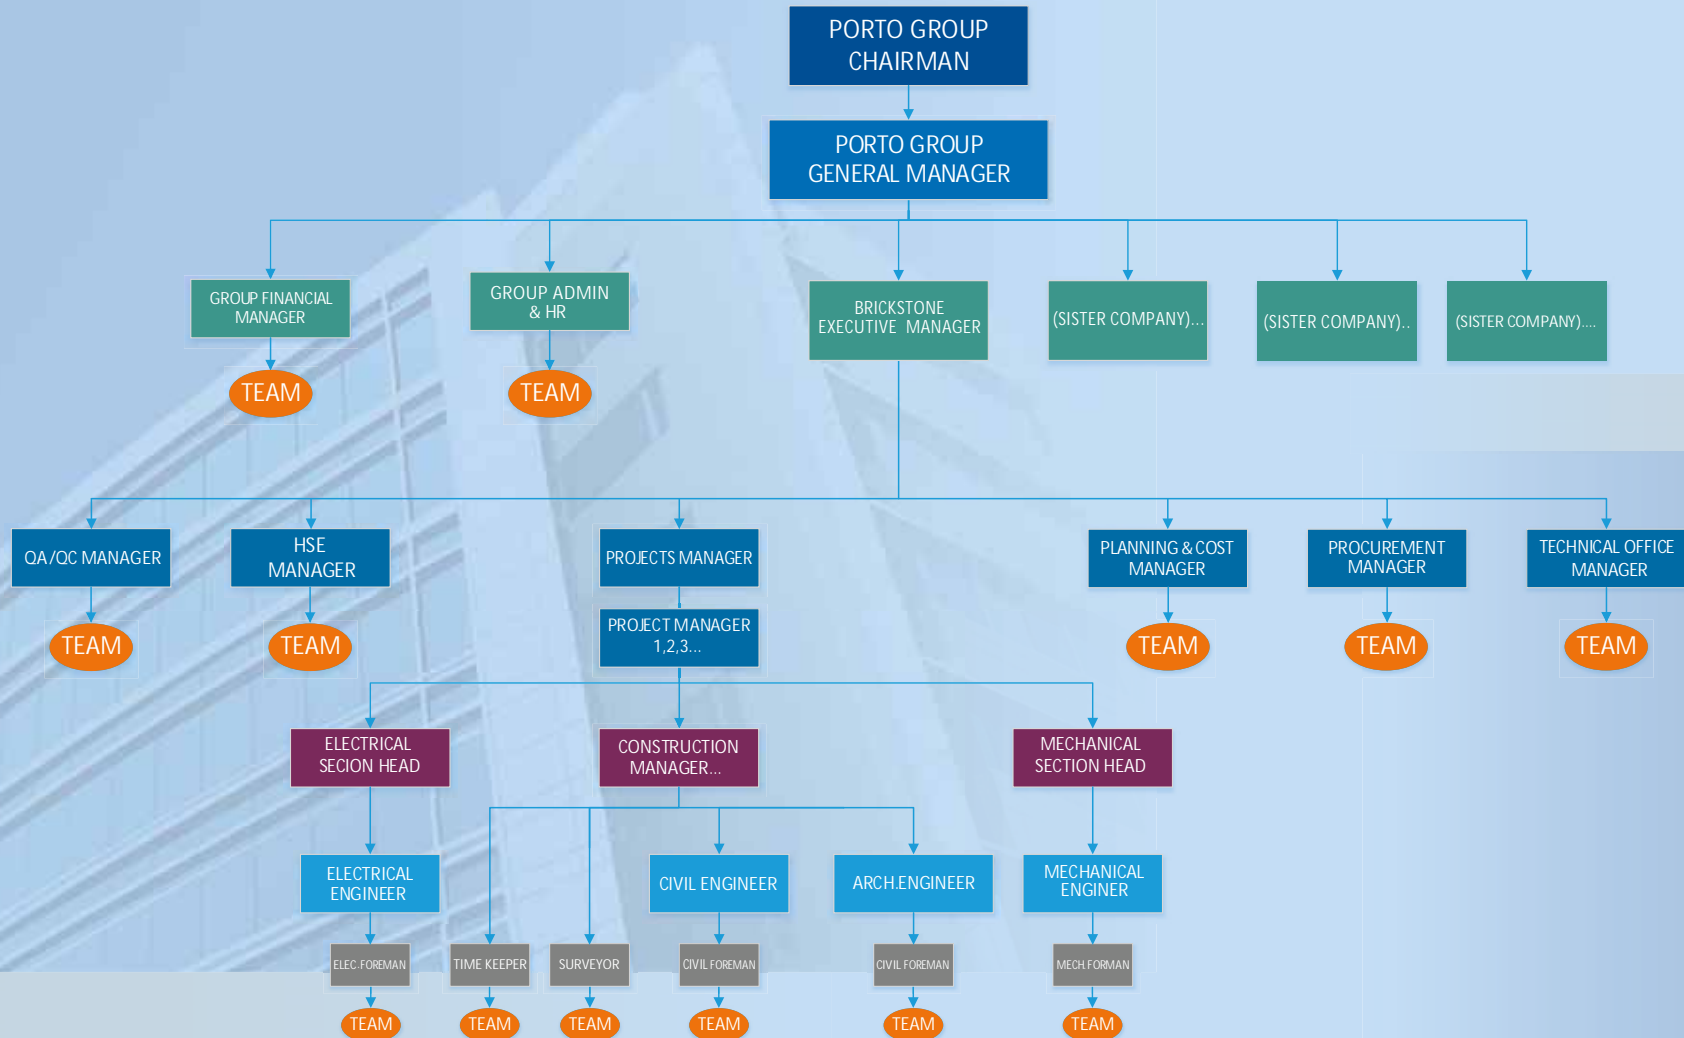 PORTO GROUP
CHAIRMAN
PORTO GROUP
GENERAL MANAGER
GROUP FINANCIAL
MANAGER
GROUP ADMIN
& HR
BRICKSTONE
EXECUTIVE MANAGER
(SISTER COMPANY)...
(SISTER COMPANY)..
(SISTER COMPANY)....
TEAM
TEAM
QA/QC MANAGER
HSE
MANAGER
PROJECTS MANAGER
PLANNING & COST
MANAGER
PROCUREMENT
MANAGER
TECHNICAL OFFICE
MANAGER
TEAM
TEAM
PROJECT MANAGER
1,2,3...
TEAM
TEAM
TEAM
ELECTRICAL
SECION HEAD
CONSTRUCTION
MANAGER...
MECHANICAL
SECTION HEAD
ELECTRICAL
ENGINEER
CIVIL ENGINEER
ARCH.ENGINEER
MECHANICAL
ENGINER
ELEC.FOREMAN
TIME KEEPER
SURVEYOR
CIVIL FOREMAN
CIVIL FOREMAN
MECH.FORMAN
TEAM
TEAM
TEAM
TEAM
TEAM
TEAM